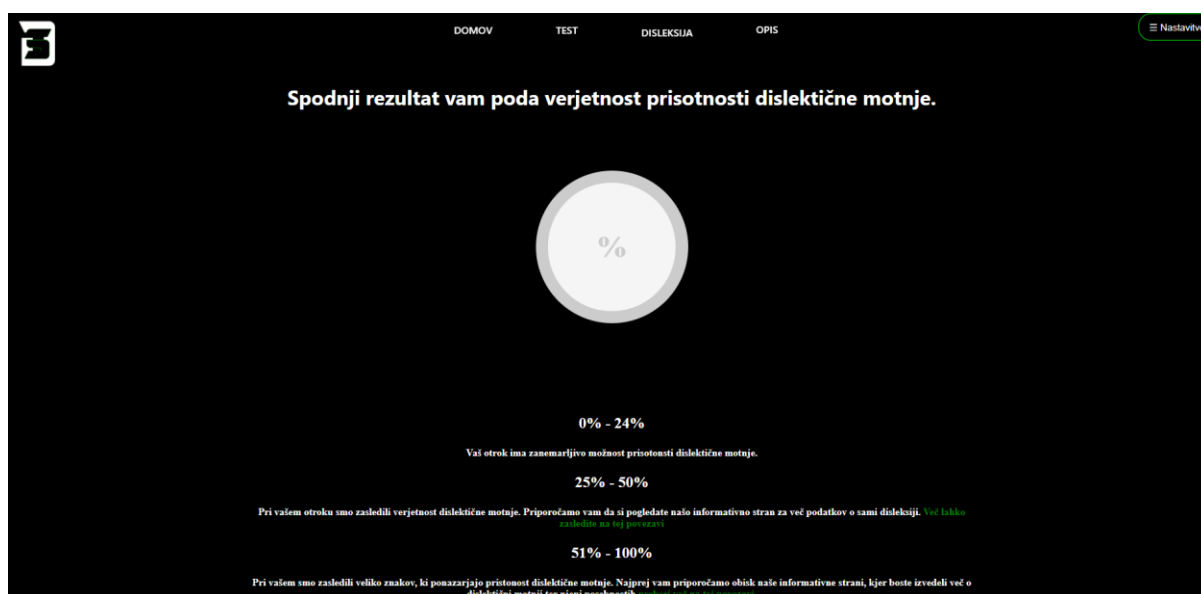 DOMOV TEST DISLEKSIJA OPIS ☰ Nastavitve
Spodnji rezultat vam poda verjetnost prisotnosti dislektične motnje.
%
0% - 24%
Vaš otrok ima zanemarljivo možnost prisotonsti dislektične motnje.
25% - 50%
Pri vašem otroku smo zasledili verjetnost dislektične motnje. Priporočamo vam da si pogledate našo informativno stran za več podatkov o sami disleksiji. Več lahko
zasledite na tej povezavi
51% - 100%
Pri vašem smo zasledili veliko znakov, ki ponazarjajo pristonost dislektične motnje. Najprej vam priporočamo obisk naše informativne strani, kjer boste izvedeli več o
dislektični motnji ter njeni posebnostih